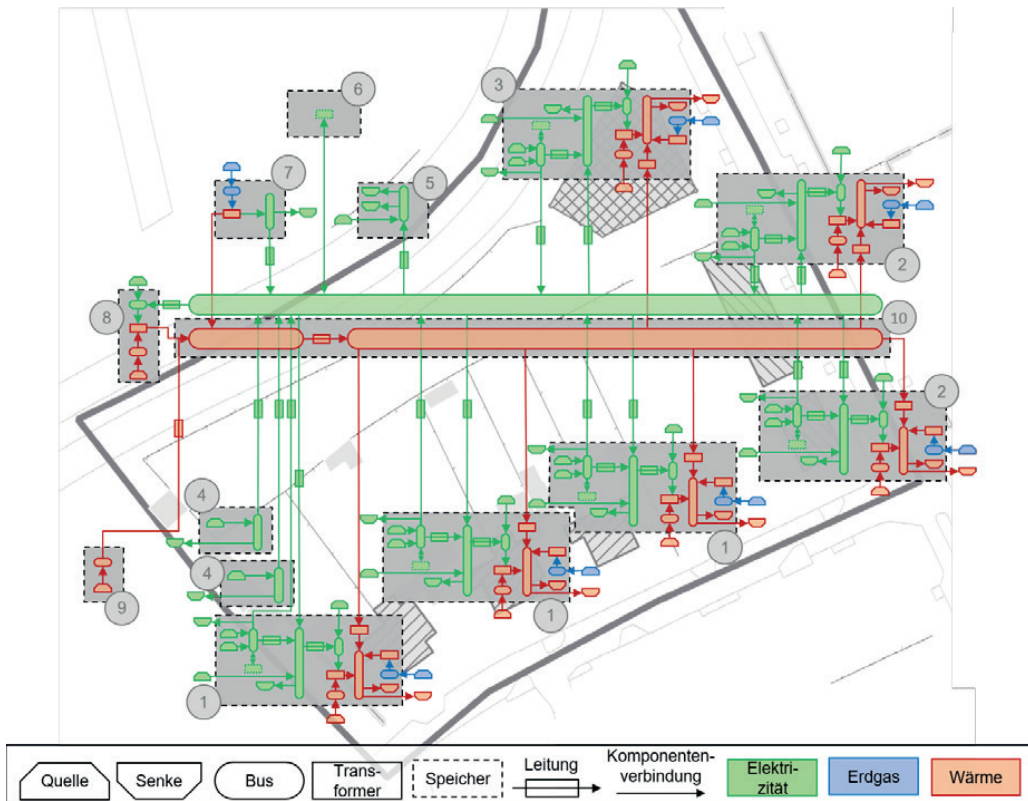 6
3
7
5
2
8
10
2
4
4
1
9
1
1
Quelle
Senke
Bus
Trans-
former
Speicher
Leitung
Komponenten-
verbindung
Elektri-
zität
Erdgas
Wärme